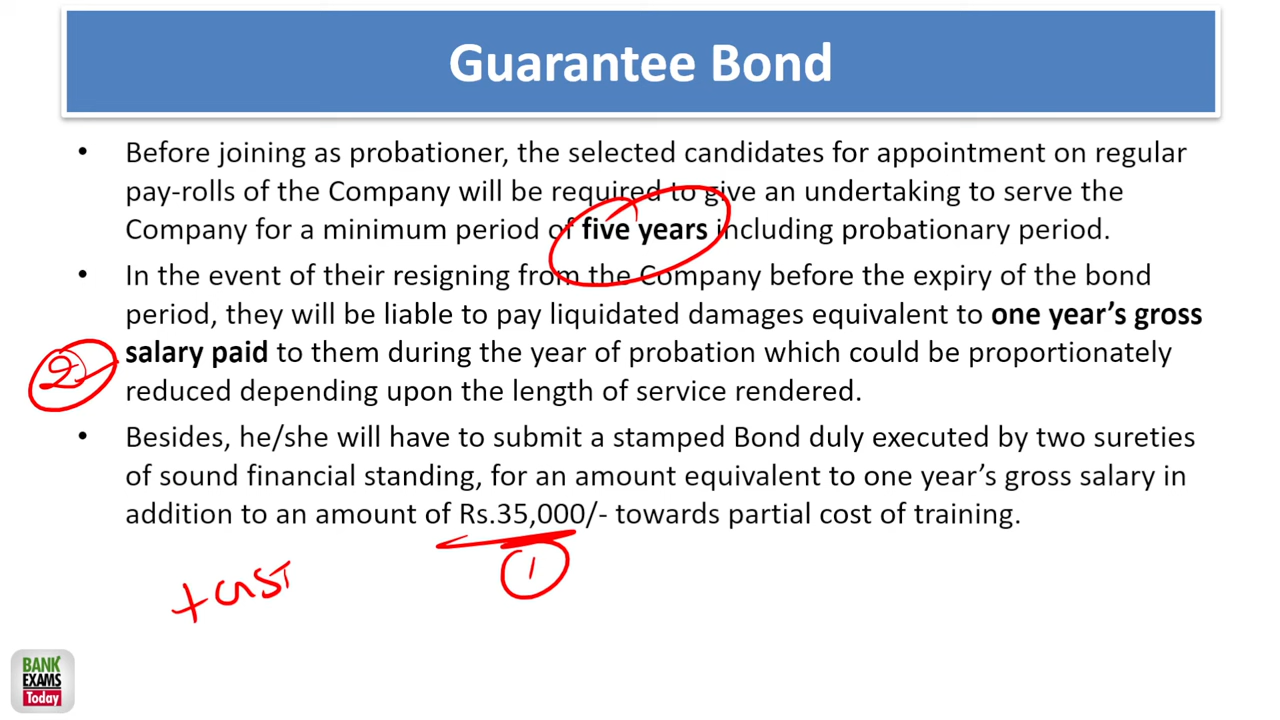 Guarantee Bond
• Before joining as probationer, the selected candidates for appointment on regular
pay-rolls of the Company will be required to give an undertaking to serve the
Company for a minimum period of five years including probationary period.
• In the event of their resigning from the Company before the expiry of the bond
period, they will be liable to pay liquidated damages equivalent to one year’s gross
salary paid to them during the year of probation which could be proportionately
2
reduced depending upon the length of service rendered.
• Besides, he/she will have to submit a stamped Bond duly executed by two sureties
of sound financial standing, for an amount equivalent to one year’s gross salary in
addition to an amount of Rs.35,000/- towards partial cost of training.
1
BANK
EXAMS
Today